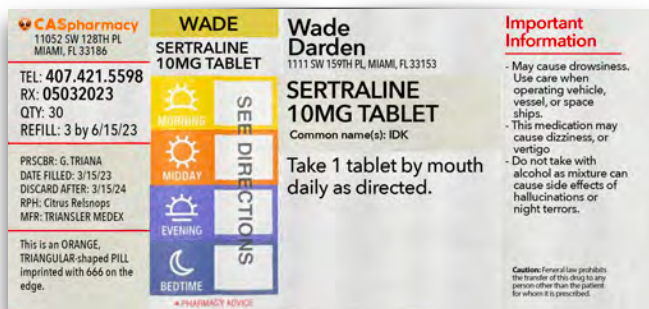 CASpharmacy
11052 SW 128TH PL
MIAMI, FL 33186
TEL: 407.421.5598
RX: 05032023
QTY: 30
REFILL: 3 by 6/15/23
PRSCBR: G.TRIANA
DATE FILLED: 3/15/23
DISCARD AFTER: 3/15/24
RPH: Citrus Relsnops
MFR: TRIANSLER MEDEX
This is an ORANGE,
TRIANGULAR-shaped PILL
imprinted with 666 on the
edge.
WADE
SERTRALINE
10MG TABLET
MORNING
MIDDAY
EVENING
BEDTIME
SEE DIRECTIONS
PHARMACY ADVICE
Wade
Darden
1111 SW 159TH PL, MIAMI, FL 33153
SERTRALINE
10MG TABLET
Common name(s): IDK
Take 1 tablet by mouth
daily as directed.
Important
Information
- May cause drowsiness.
Use care when
operating vehicle,
vessel, or space
ships.
- This medication may
cause dizziness, or
vertigo
- Do not take with
alcohol as mixture can
cause side effects of
hallucinations or
night terrors.
Caution: Feneral law prohibits
the transfer of this drug to any
person other than the patient
for whom it is prescribed.